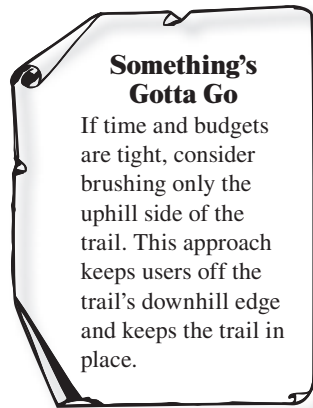 Something’s
Gotta Go
If time and budgets
are tight, consider
brushing only the
uphill side of the
trail. This approach
keeps users off the
trail’s downhill edge
and keeps the trail in
place.